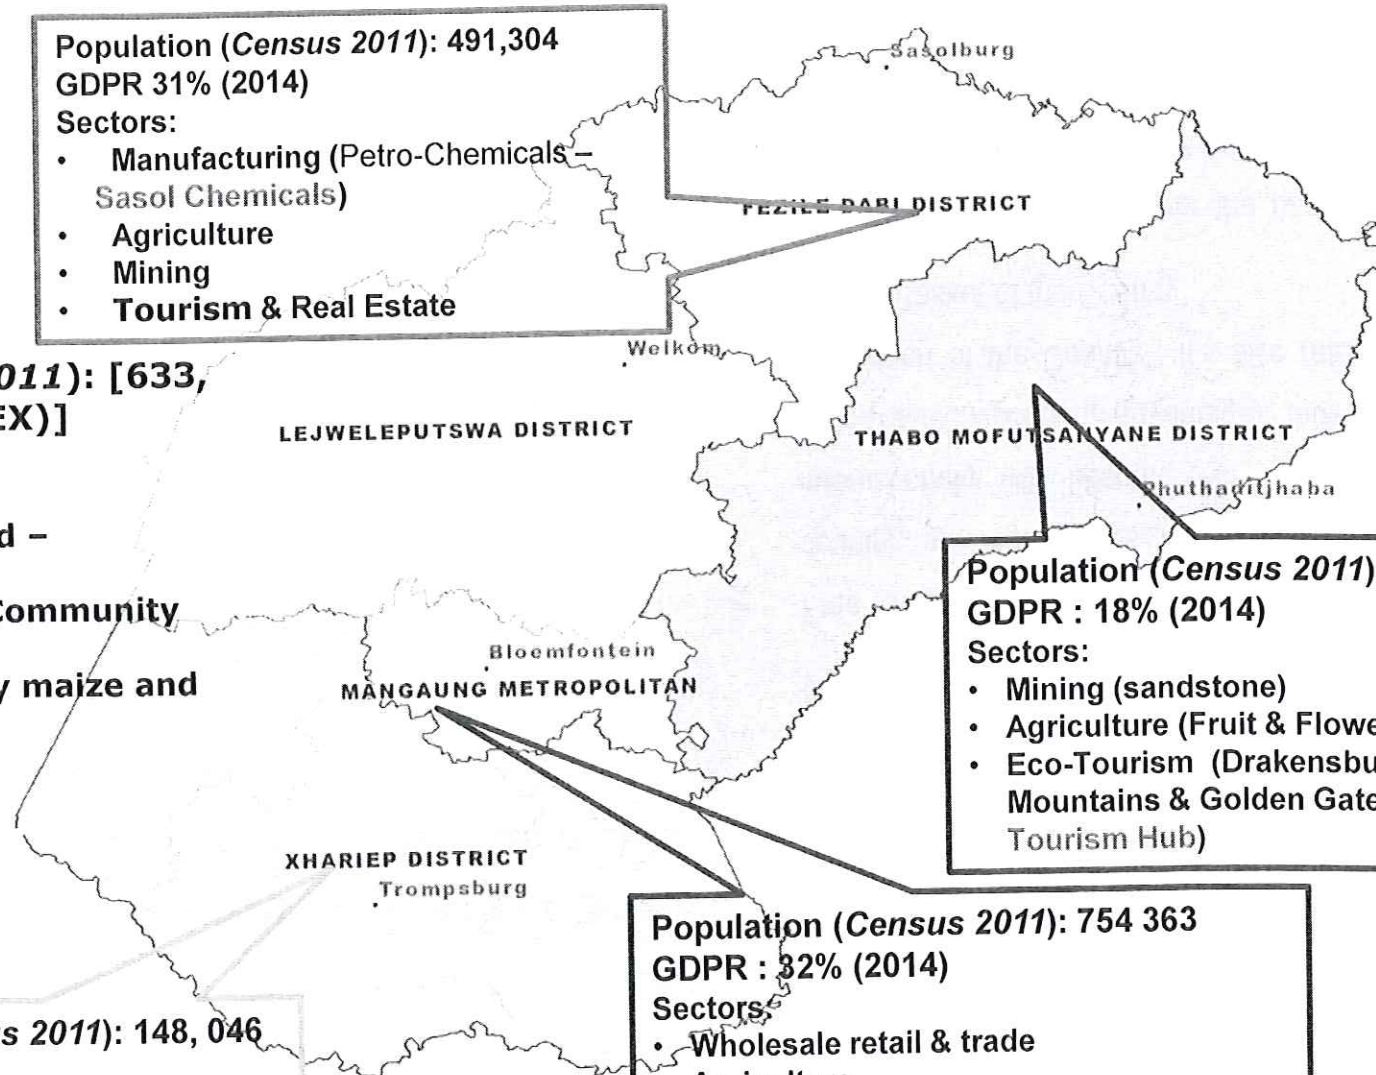 Population (Census 2011): 491,304
GDPR 31% (2014)
Sectors:
• Manufacturing (Petro-Chemicals –
Sasol Chemicals)
• Agriculture
• Mining
• Tourism & Real Estate
Sasolburg
FEZILE DABI DISTRICT
Welkom
011): [633,
EX)]
LEJWELEPUTSWA DISTRICT
THABO MOFUTSANYANE DISTRICT
Phuthaditjhaba
d –
Community
y maize and
Bloemfontein
MANGAUNG METROPOLITAN
Population (Census 2011)
GDPR : 18% (2014)
Sectors:
• Mining (sandstone)
• Agriculture (Fruit & Flowe
• Eco-Tourism (Drakensbu
Mountains & Golden Gate
Tourism Hub)
XHARIEP DISTRICT
Trompsburg
s 2011): 148, 046
Population (Census 2011): 754 363
GDPR : 32% (2014)
Sectors:
• Wholesale retail & trade